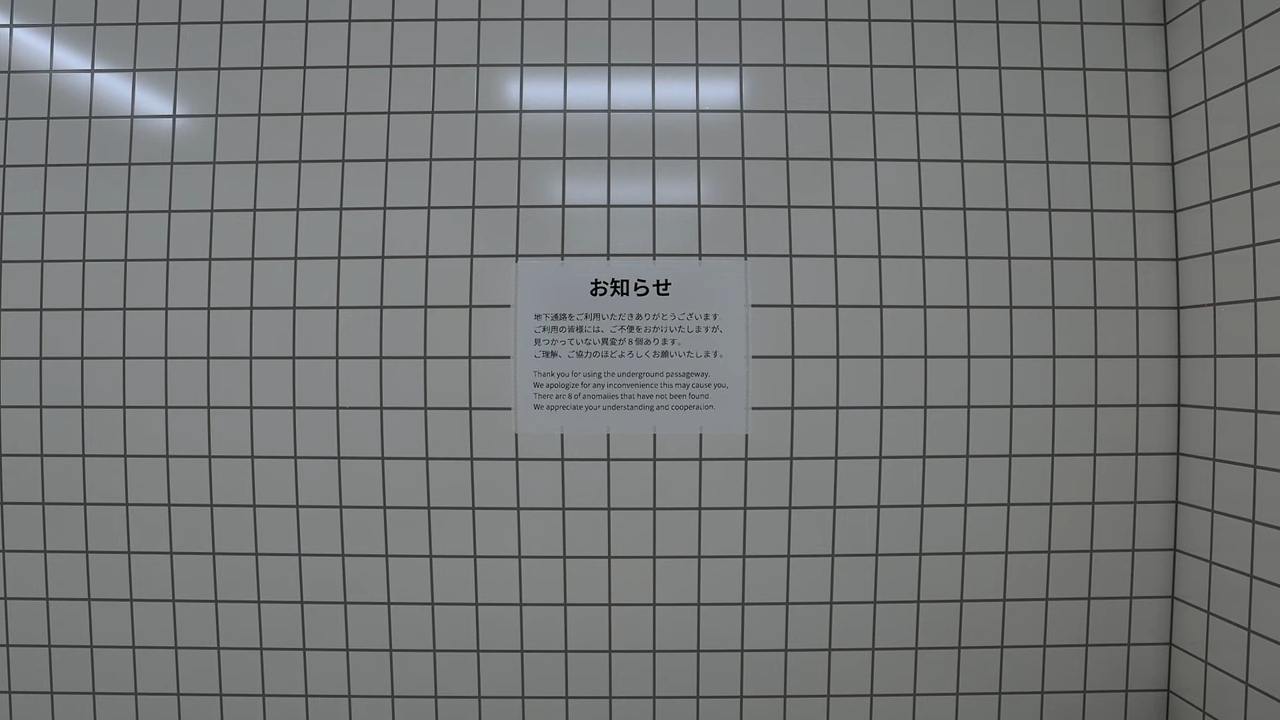 お知らせ
地下通路をご利用いただきありがとうございます。
ご利用の皆様には、ご不便をおかけいたしますが、
見つかっていない異変が８個あります。
ご理解、ご協力のほどよろしくお願いいたします。
Thank you for using the underground passageway.
We apologize for any inconvenience this may cause you,
There are 8 of anomalies that have not been found.
We appreciate your understanding and cooperation.